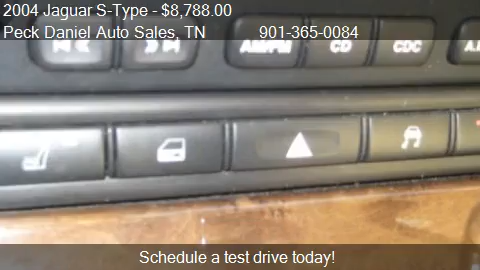 2004 Jaguar S-Type - $8,788.00
Peck Daniel Auto Sales, TN 901-365-0084
AM/FM CD CDC
Schedule a test drive today!